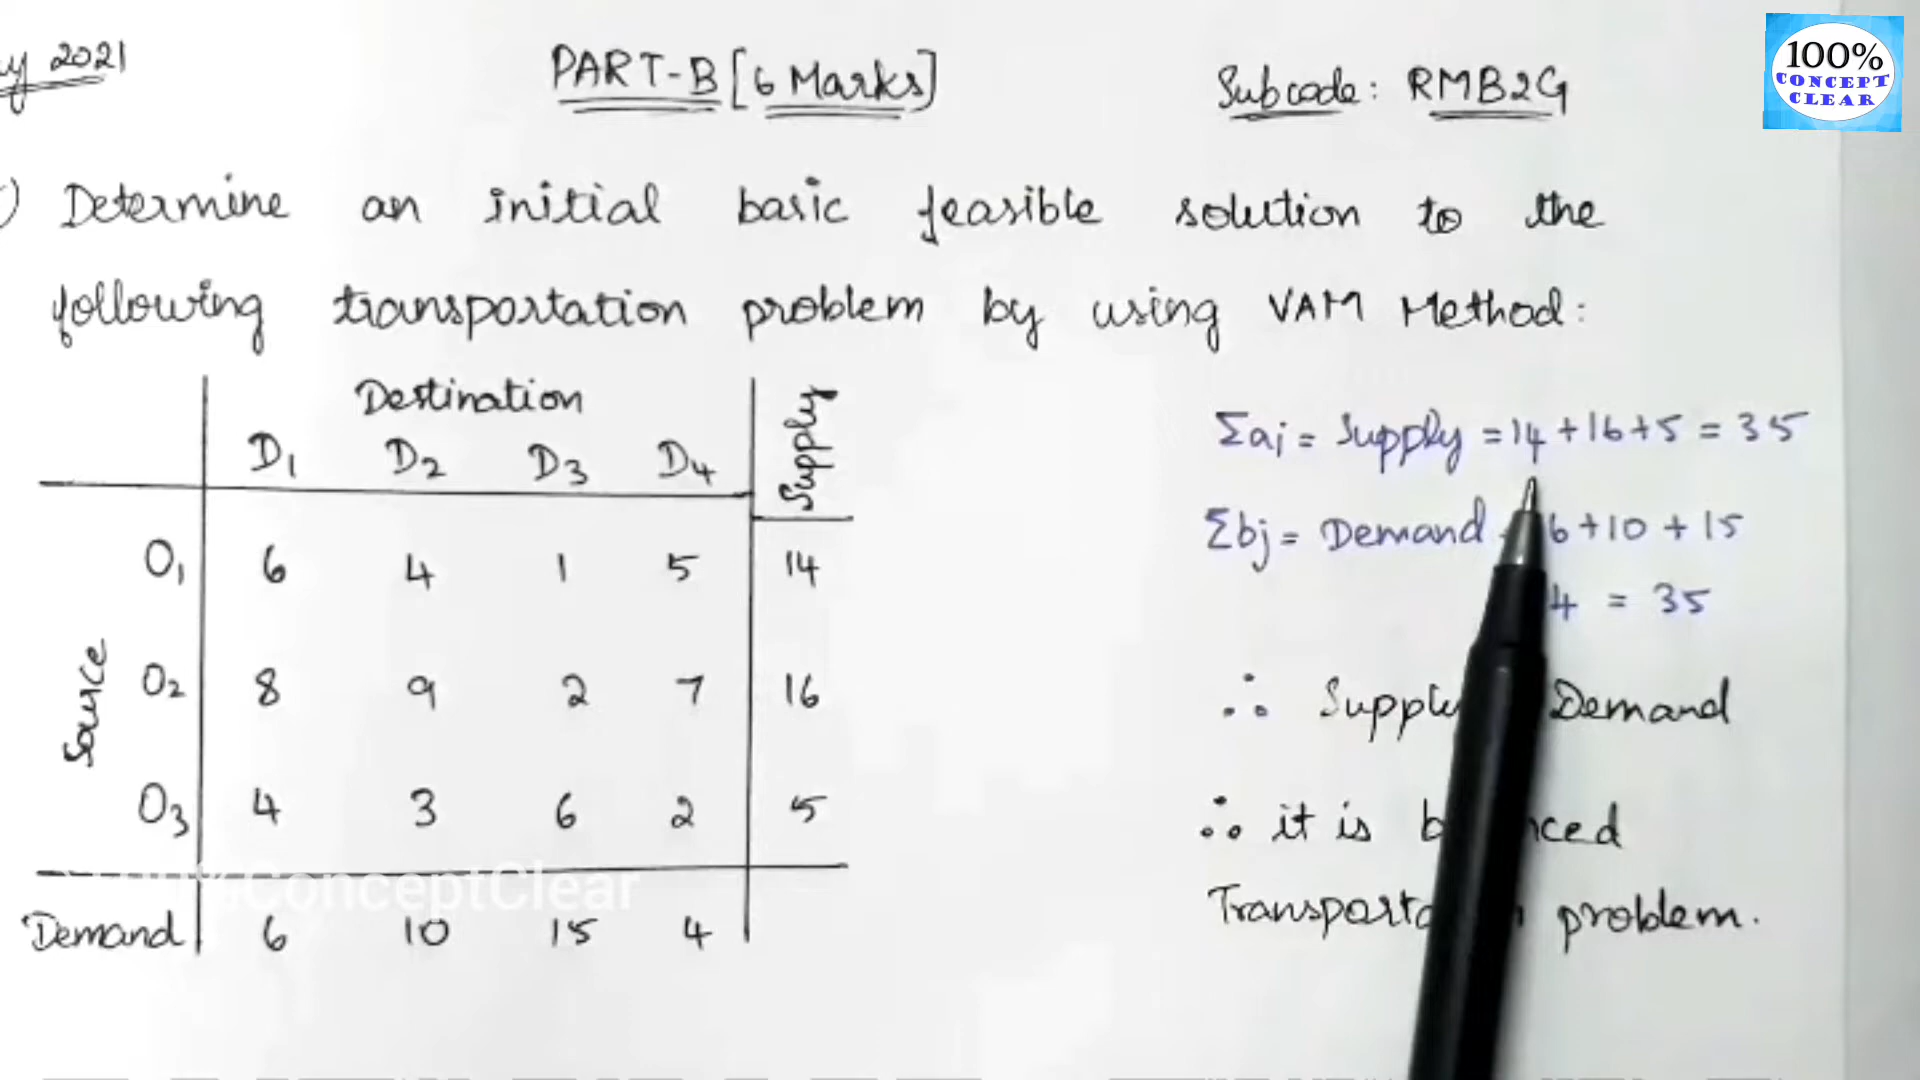 2021
PART-B [6 Marks]
Subcode: RMB2G
100%
CONCEPT
CLEAR
Determine an initial basic feasible solution to the
following transportation problem by using VAM Method:
Destination
Supply
D1 D2 D3 D4
Source
O1 6 4 1 5 14
O2 8 9 2 7 16
O3 4 3 6 2 5
Demand 6 10 15 4
Σai = Supply = 14 + 16 + 5 = 35
Σbj = Demand 6 + 10 + 15
4 = 35
∴ Supply Demand
∴ it is
Transportation problem.
ConceptClear